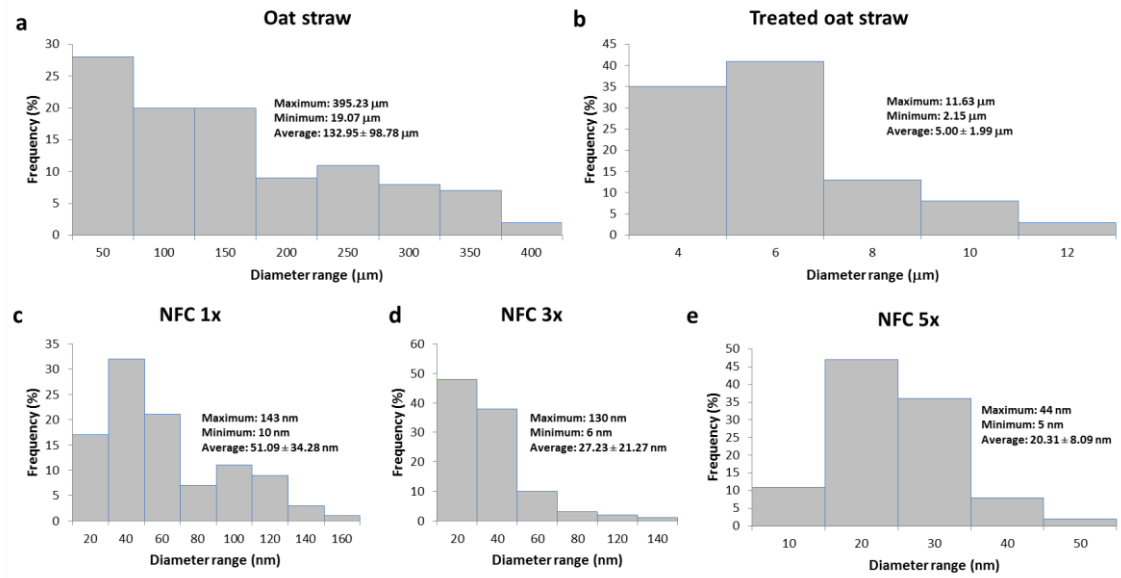 a
Oat straw
30
25
20
15
10
5
0
Frequency (%)
Maximum: 395.23 μm
Minimum: 19.07 μm
Average: 132.95 ± 98.78 μm
50 100 150 200 250 300 350 400
Diameter range (μm)
b
Treated oat straw
45
40
35
30
25
20
15
10
5
0
Frequency (%)
Maximum: 11.63 μm
Minimum: 2.15 μm
Average: 5.00 ± 1.99 μm
4 6 8 10 12
Diameter range (μm)
c
NFC 1x
35
30
25
20
15
10
5
0
Frequency (%)
Maximum: 143 nm
Minimum: 10 nm
Average: 51.09 ± 34.28 nm
20 40 60 80 100 120 140 160
Diameter range (nm)
d
NFC 3x
60
50
40
30
20
10
0
Frequency (%)
Maximum: 130 nm
Minimum: 6 nm
Average: 27.23 ± 21.27 nm
20 40 60 80 120 140
Diameter range (nm)
e
NFC 5x
50
45
40
35
30
25
20
15
10
5
0
Frequency (%)
Maximum: 44 nm
Minimum: 5 nm
Average: 20.31 ± 8.09 nm
10 20 30 40 50
Diameter range (nm)